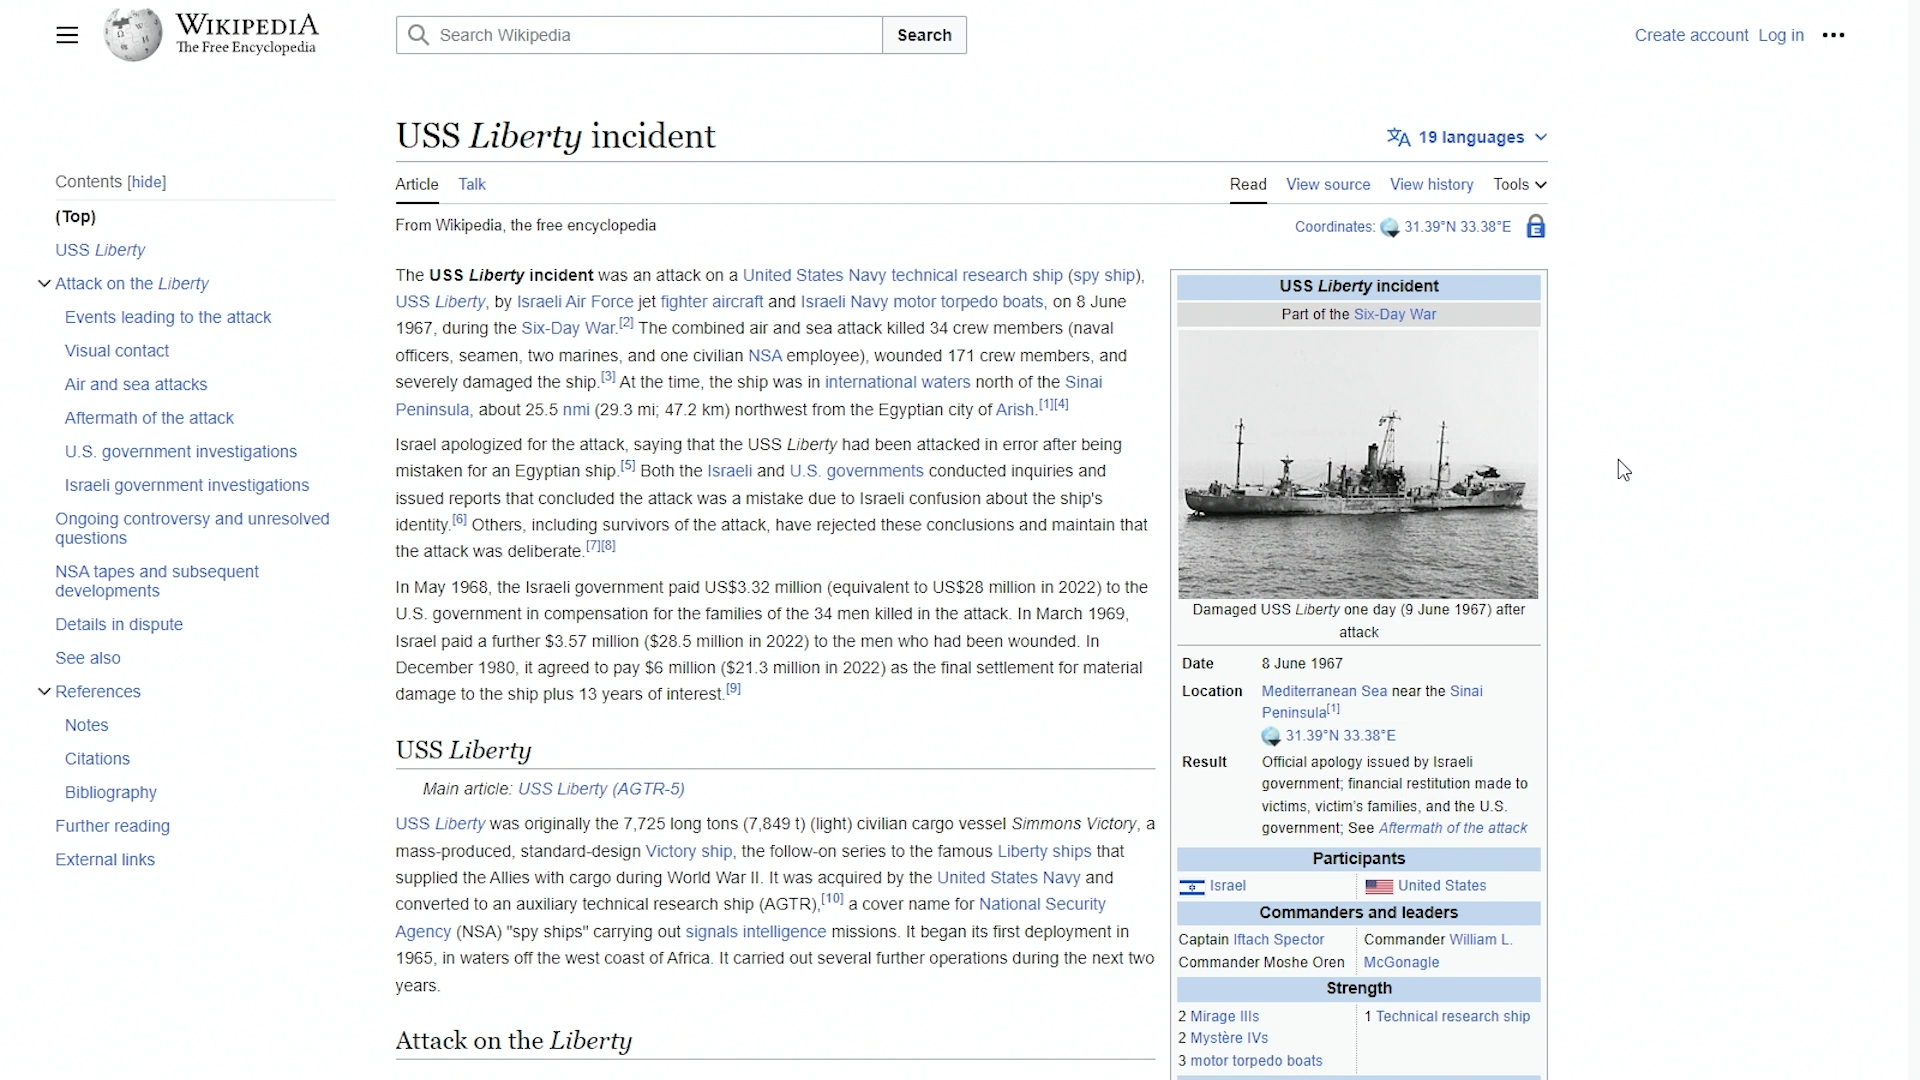 WIKIPEDIA
The Free Encyclopedia
Search Wikipedia
Search
Create account Log in
USS Liberty incident
19 languages
Article Talk
Read View source View history Tools
From Wikipedia, the free encyclopedia
Coordinates: 31.39°N 33.38°E
Contents [hide]
(Top)
USS Liberty
Attack on the Liberty
Events leading to the attack
Visual contact
Air and sea attacks
Aftermath of the attack
U.S. government investigations
Israeli government investigations
Ongoing controversy and unresolved
questions
NSA tapes and subsequent
developments
Details in dispute
See also
References
Notes
Citations
Bibliography
Further reading
External links
The USS Liberty incident was an attack on a United States Navy technical research ship (spy ship),
USS Liberty, by Israeli Air Force jet fighter aircraft and Israeli Navy motor torpedo boats, on 8 June
1967, during the Six-Day War.[2] The combined air and sea attack killed 34 crew members (naval
officers, seamen, two marines, and one civilian NSA employee), wounded 171 crew members, and
severely damaged the ship.[3] At the time, the ship was in international waters north of the Sinai
Peninsula, about 25.5 nmi (29.3 mi; 47.2 km) northwest from the Egyptian city of Arish.[1][4]
Israel apologized for the attack, saying that the USS Liberty had been attacked in error after being
mistaken for an Egyptian ship.[5] Both the Israeli and U.S. governments conducted inquiries and
issued reports that concluded the attack was a mistake due to Israeli confusion about the ship's
identity.[6] Others, including survivors of the attack, have rejected these conclusions and maintain that
the attack was deliberate.[7][8]
In May 1968, the Israeli government paid US$3.32 million (equivalent to US$28 million in 2022) to the
U.S. government in compensation for the families of the 34 men killed in the attack. In March 1969,
Israel paid a further $3.57 million ($28.5 million in 2022) to the men who had been wounded. In
December 1980, it agreed to pay $6 million ($21.3 million in 2022) as the final settlement for material
damage to the ship plus 13 years of interest.[9]
USS Liberty
Main article: USS Liberty (AGTR-5)
USS Liberty was originally the 7,725 long tons (7,849 t) (light) civilian cargo vessel Simmons Victory, a
mass-produced, standard-design Victory ship, the follow-on series to the famous Liberty ships that
supplied the Allies with cargo during World War II. It was acquired by the United States Navy and
converted to an auxiliary technical research ship (AGTR),[10] a cover name for National Security
Agency (NSA) "spy ships" carrying out signals intelligence missions. It began its first deployment in
1965, in waters off the west coast of Africa. It carried out several further operations during the next two
years.
Attack on the Liberty
USS Liberty incident
Part of the Six-Day War
Damaged USS Liberty one day (9 June 1967) after
attack
Date 8 June 1967
Location Mediterranean Sea near the Sinai
Peninsula[1]
31.39°N 33.38°E
Result Official apology issued by Israeli
government; financial restitution made to
victims, victim's families, and the U.S.
government; See Aftermath of the attack
Participants
Israel United States
Commanders and leaders
Captain Iftach Spector Commander William L.
Commander Moshe Oren McGonagle
Strength
2 Mirage IIIs 1 Technical research ship
2 Mystère IVs
3 motor torpedo boats